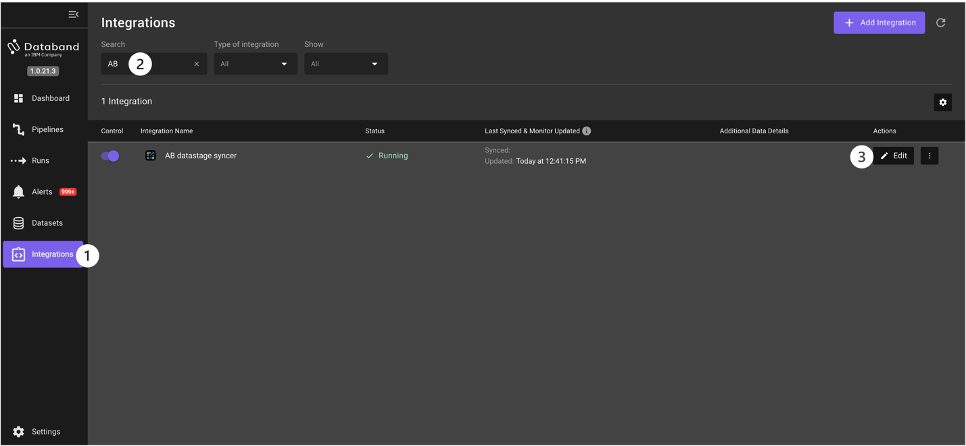 Integrations
+ Add Integration
Databand
an IBM Company
1.0.21.3
Search
Type of integration
Show
AB
2
×
All
All
Dashboard
1 Integration
Pipelines
Control
Integration Name
Status
Last Synced & Monitor Updated
Additional Data Details
Actions
Runs
AB datastage syncer
Running
Synced:
Updated: Today at 12:41:15 PM
3
Edit
Alerts
999+
Datasets
Integrations
1
Settings